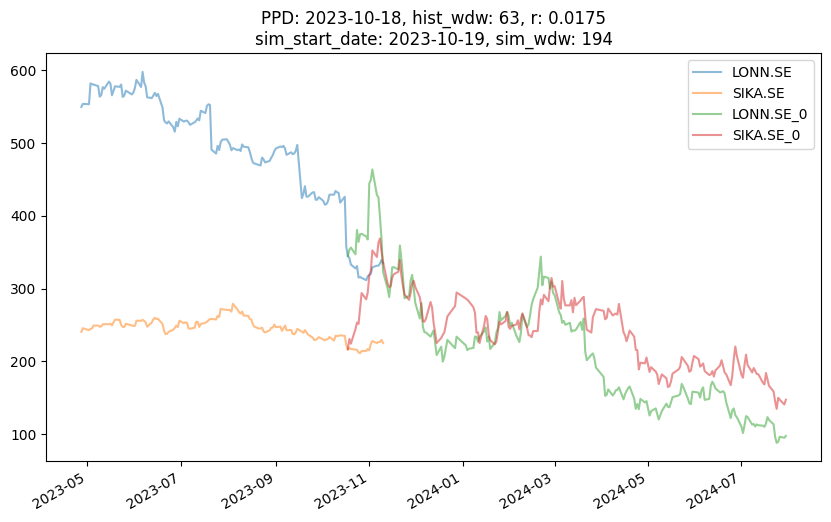 PPD: 2023-10-18, hist_wdw: 63, r: 0.0175
sim_start_date: 2023-10-19, sim_wdw: 194
LONN.SE
SIKA.SE
LONN.SE_0
SIKA.SE_0
600
500
400
300
200
100
2023-05
2023-07
2023-09
2023-11
2024-01
2024-03
2024-05
2024-07